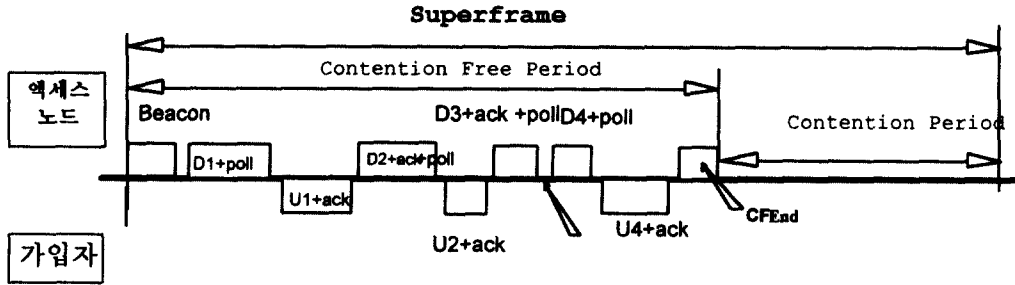 Superframe
Contention Free Period
액세스
노드
Beacon
D3+ack +poll
D4+poll
Contention Period
D1+poll
D2+ack+poll
U1+ack
U2+ack
U4+ack
CFEnd
가입자